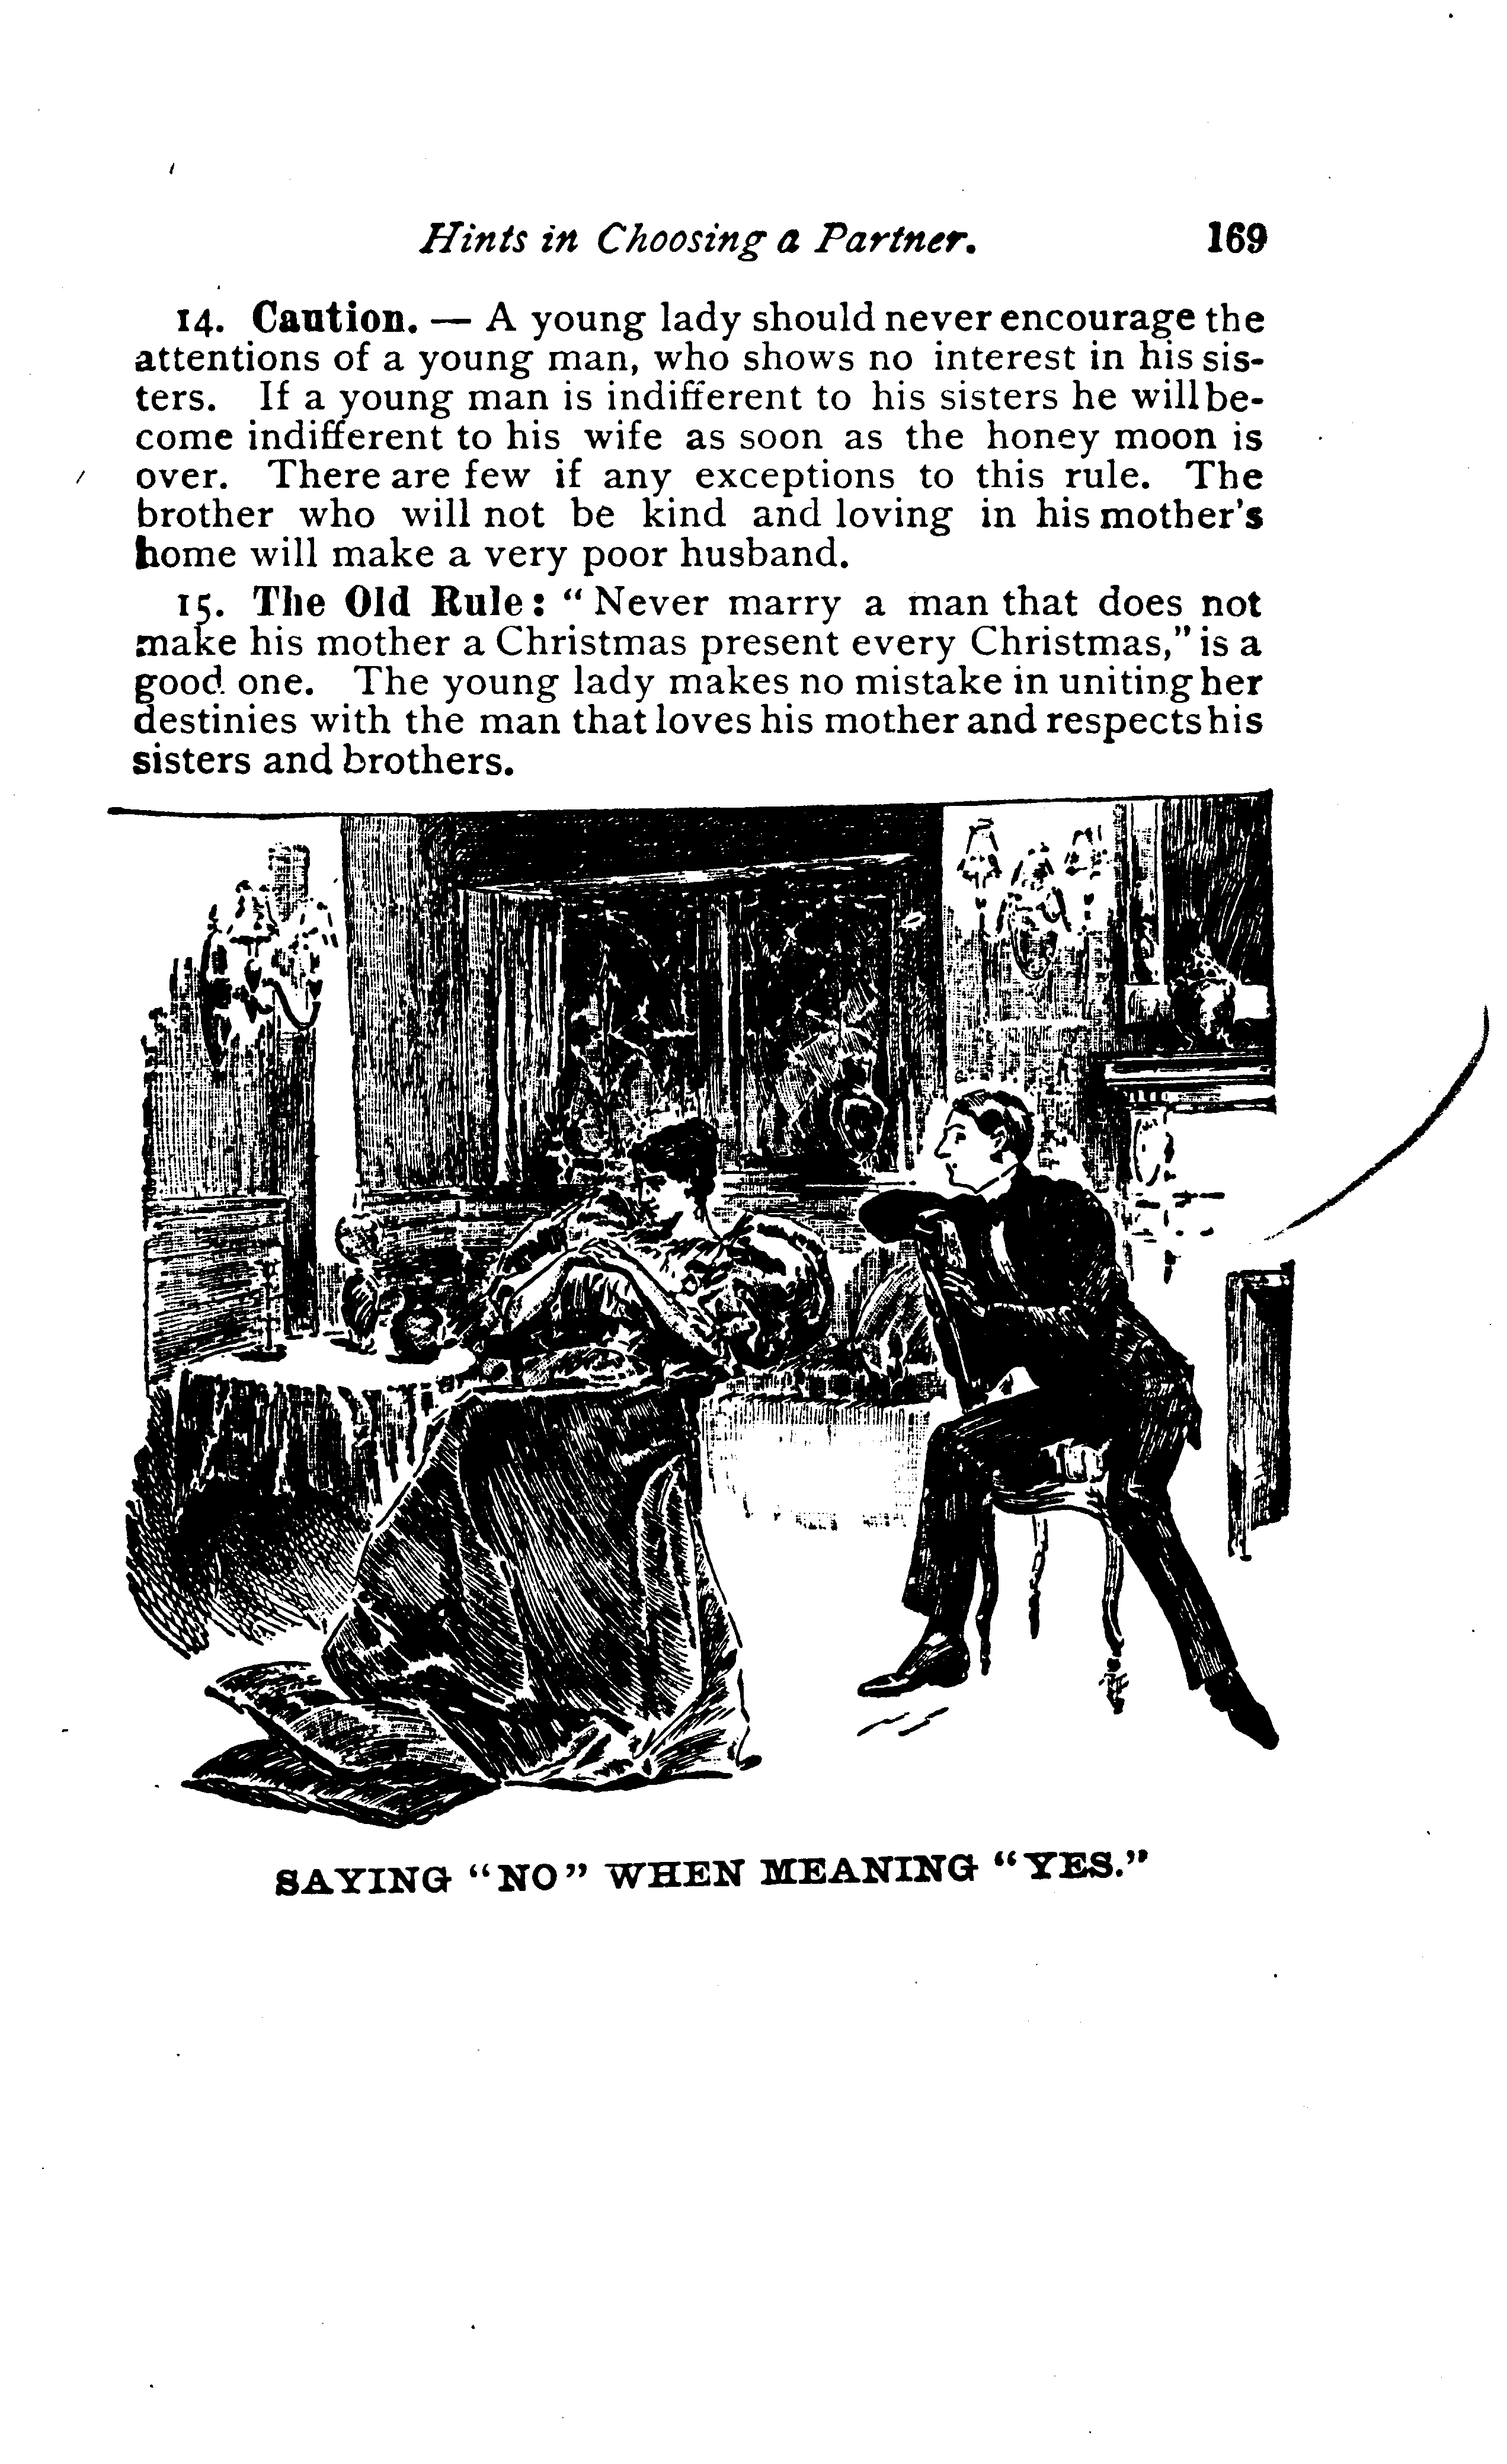 Hints in Choosing a Partner. 169
14. Caution. — A young lady should never encourage the
attentions of a young man, who shows no interest in his sis-
ters. If a young man is indifferent to his sisters he will be-
come indifferent to his wife as soon as the honey moon is
over. There are few if any exceptions to this rule. The
brother who will not be kind and loving in his mother's
home will make a very poor husband.
15. The Old Rule: "Never marry a man that does not
make his mother a Christmas present every Christmas," is a
good one. The young lady makes no mistake in uniting her
destinies with the man that loves his mother and respects his
sisters and brothers.
SAYING "NO" WHEN MEANING "YES."